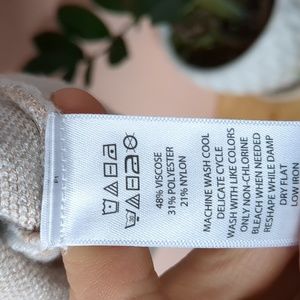 48% VISCOSE
31% POLYESTER
21% NYLON
MACHINE WASH COOL
DELICATE CYCLE
WASH WITH LIKE COLORS
ONLY NON-CHLORINE
BLEACH WHEN NEEDED
RESHAPE WHILE DAMP
DRY FLAT
LOW IRON